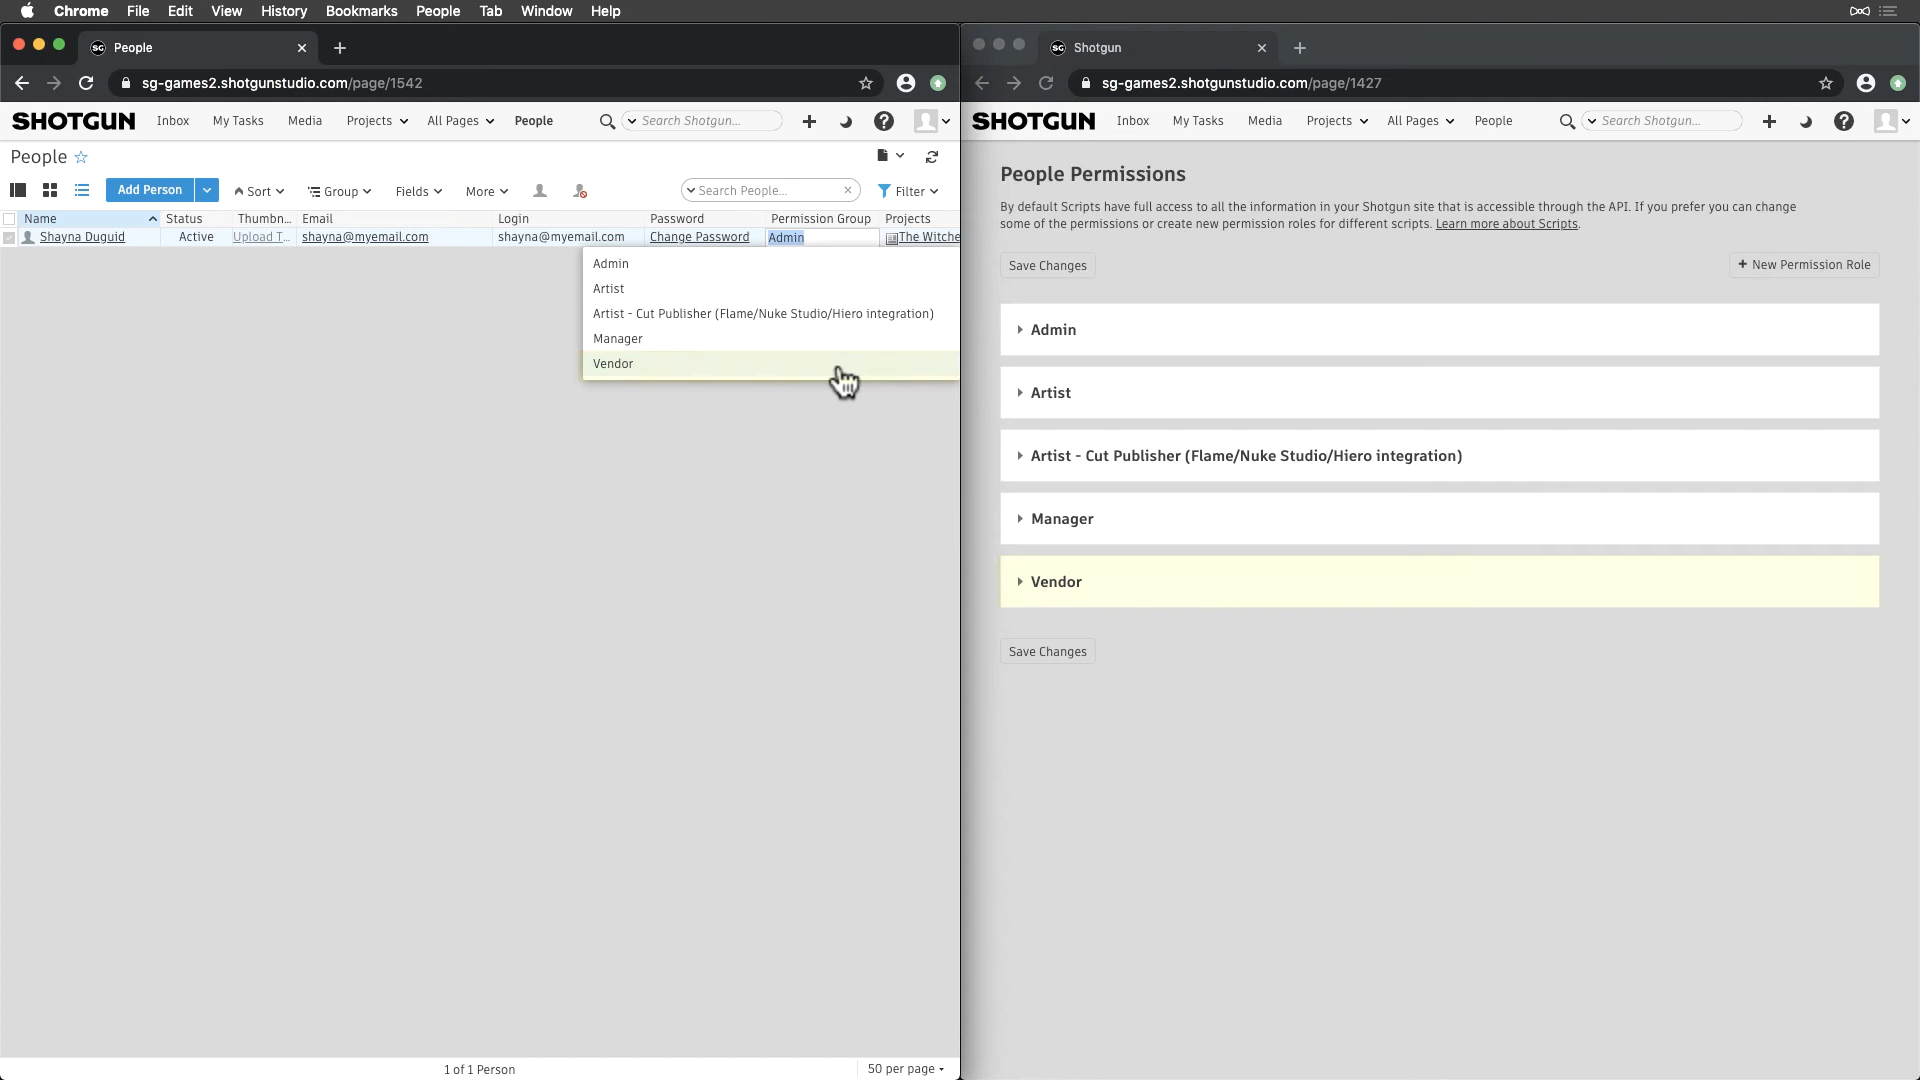 Chrome File Edit View History Bookmarks People Tab Window Help
SG People
sg-games2.shotgunstudio.com/page/1542
SHOTGUN Inbox My Tasks Media Projects All Pages People Search Shotgun...
People
Add Person Sort Group Fields More Search People... Filter
Name Status Thumbn... Email Login Password Permission Group Projects
Shayna Duguid Active Upload T... shayna@myemail.com shayna@myemail.com Change Password Admin The Witche
Admin
Artist
Artist - Cut Publisher (Flame/Nuke Studio/Hiero integration)
Manager
Vendor
1 of 1 Person 50 per page
SG Shotgun
sg-games2.shotgunstudio.com/page/1427
SHOTGUN Inbox My Tasks Media Projects All Pages People Search Shotgun...
People Permissions
By default Scripts have full access to all the information in your Shotgun site that is accessible through the API. If you prefer you can change
some of the permissions or create new permission roles for different scripts. Learn more about Scripts.
Save Changes + New Permission Role
Admin
Artist
Artist - Cut Publisher (Flame/Nuke Studio/Hiero integration)
Manager
Vendor
Save Changes